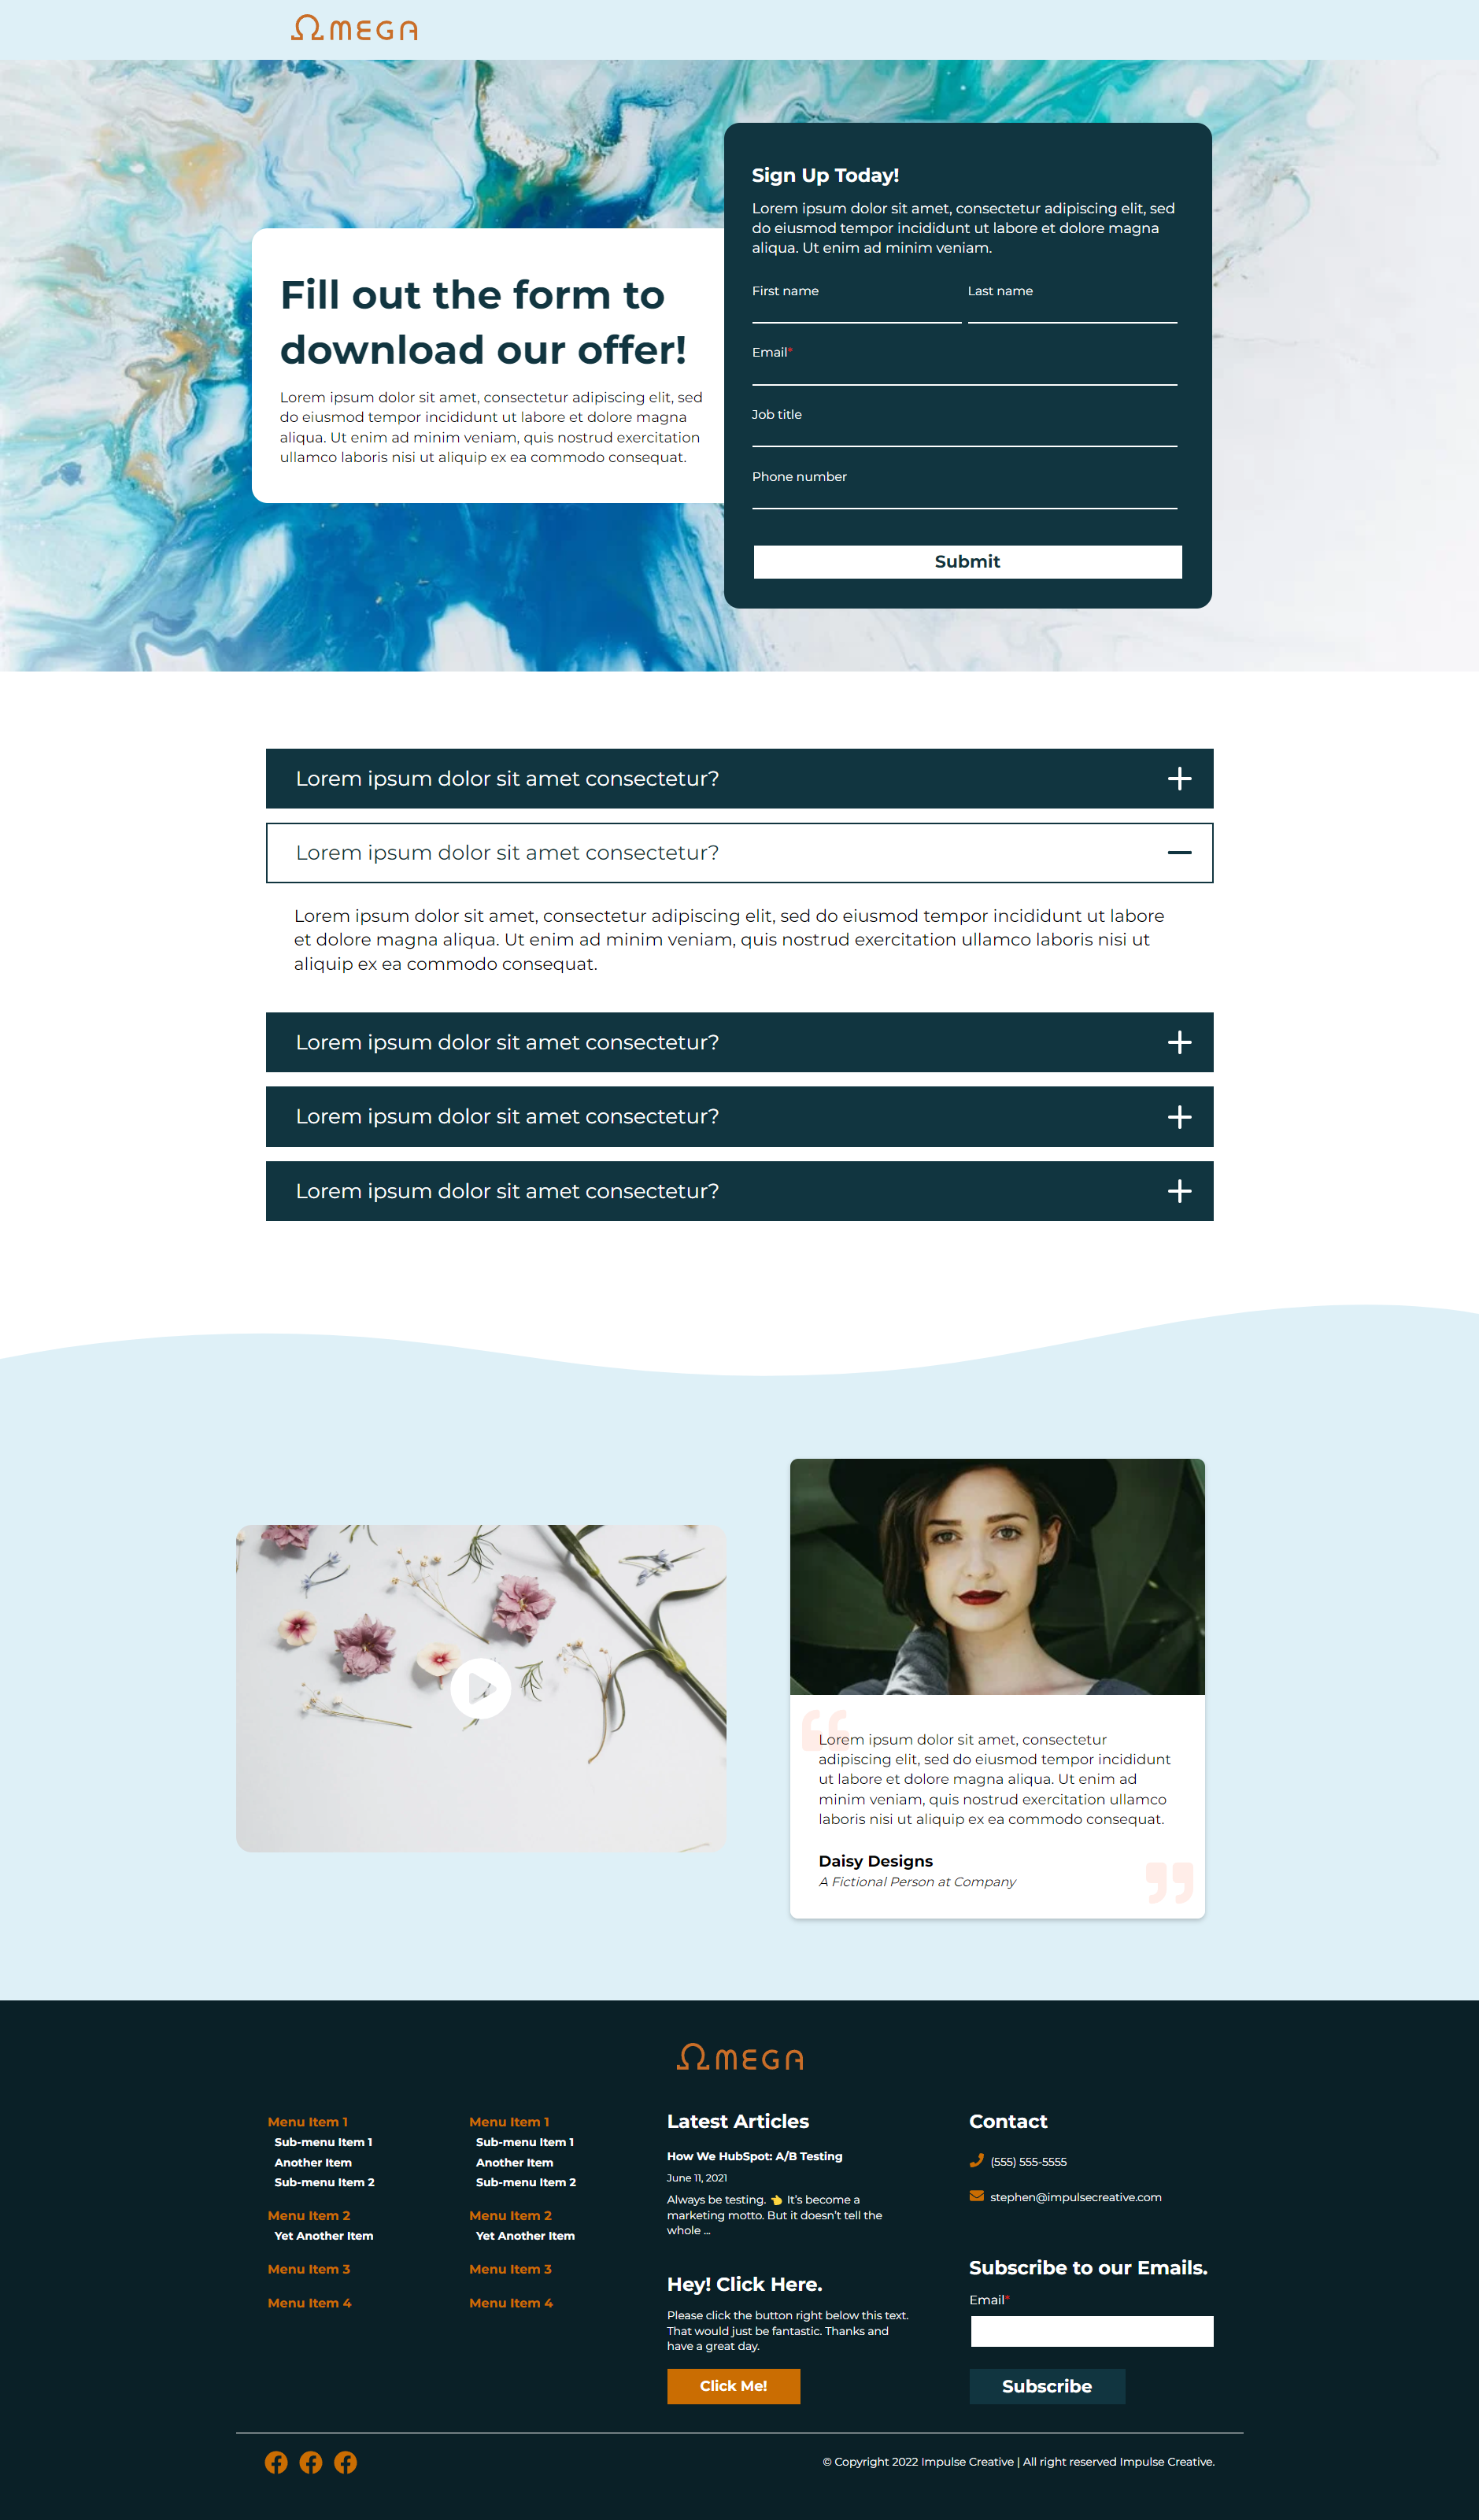 ΩMEGA
Fill out the form to
download our offer!
Lorem ipsum dolor sit amet, consectetur adipiscing elit, sed
do eiusmod tempor incididunt ut labore et dolore magna
aliqua. Ut enim ad minim veniam, quis nostrud exercitation
ullamco laboris nisi ut aliquip ex ea commodo consequat.
Sign Up Today!
Lorem ipsum dolor sit amet, consectetur adipiscing elit, sed
do eiusmod tempor incididunt ut labore et dolore magna
aliqua. Ut enim ad minim veniam.
First name
Last name
Email*
Job title
Phone number
Submit
Lorem ipsum dolor sit amet consectetur?
Lorem ipsum dolor sit amet consectetur?
Lorem ipsum dolor sit amet, consectetur adipiscing elit, sed do eiusmod tempor incididunt ut labore
et dolore magna aliqua. Ut enim ad minim veniam, quis nostrud exercitation ullamco laboris nisi ut
aliquip ex ea commodo consequat.
Lorem ipsum dolor sit amet consectetur?
Lorem ipsum dolor sit amet consectetur?
Lorem ipsum dolor sit amet consectetur?
Lorem ipsum dolor sit amet, consectetur
adipiscing elit, sed do eiusmod tempor incididunt
ut labore et dolore magna aliqua. Ut enim ad
minim veniam, quis nostrud exercitation ullamco
laboris nisi ut aliquip ex ea commodo consequat.
Daisy Designs
A Fictional Person at Company
ΩMEGA
Menu Item 1
Sub-menu Item 1
Another Item
Sub-menu Item 2
Menu Item 2
Yet Another Item
Menu Item 3
Menu Item 4
Menu Item 1
Sub-menu Item 1
Another Item
Sub-menu Item 2
Menu Item 2
Yet Another Item
Menu Item 3
Menu Item 4
Latest Articles
How We HubSpot: A/B Testing
June 11, 2021
Always be testing. 👈 It's become a
marketing motto. But it doesn't tell the
whole ...
Hey! Click Here.
Please click the button right below this text.
That would just be fantastic. Thanks and
have a great day.
Click Me!
Contact
(555) 555-5555
stephen@impulsecreative.com
Subscribe to our Emails.
Email*
Subscribe
© Copyright 2022 Impulse Creative | All right reserved Impulse Creative.